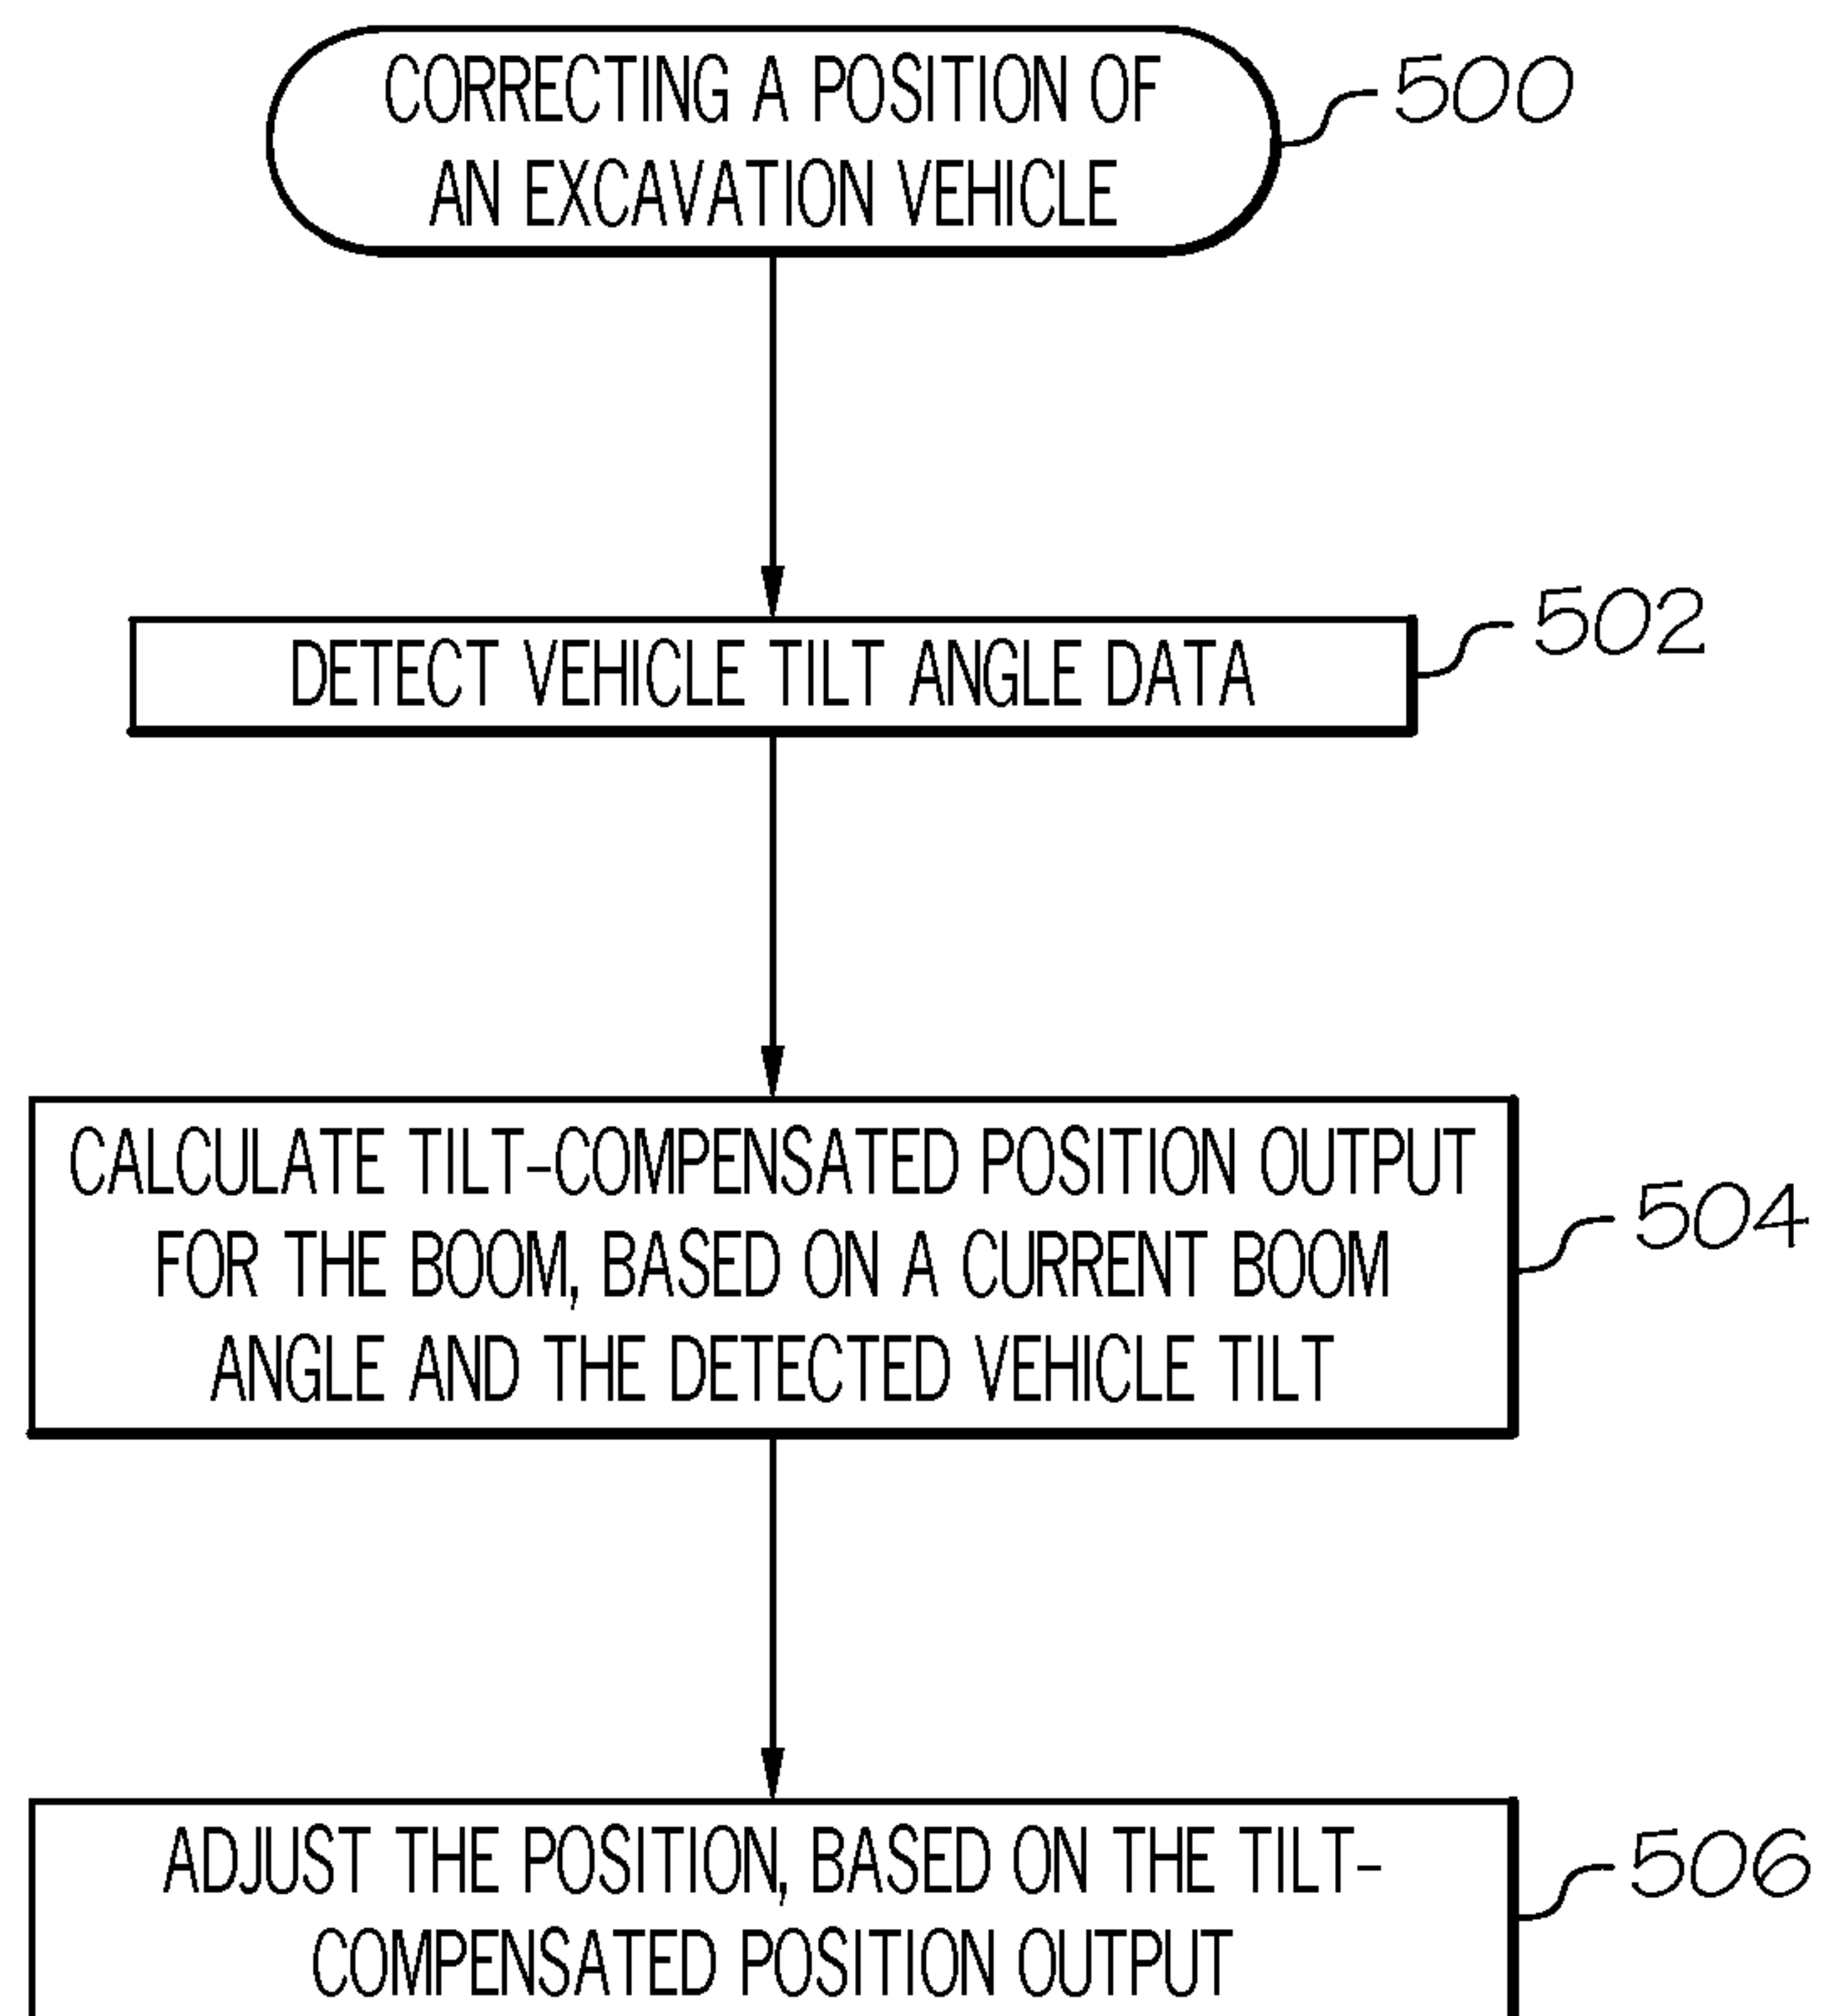 CORRECTING A POSITION OF
AN EXCAVATION VEHICLE
500
DETECT VEHICLE TILT ANGLE DATA
502
CALCULATE TILT-COMPENSATED POSITION OUTPUT
FOR THE BOOM, BASED ON A CURRENT BOOM
ANGLE AND THE DETECTED VEHICLE TILT
504
ADJUST THE POSITION, BASED ON THE TILT-
COMPENSATED POSITION OUTPUT
506